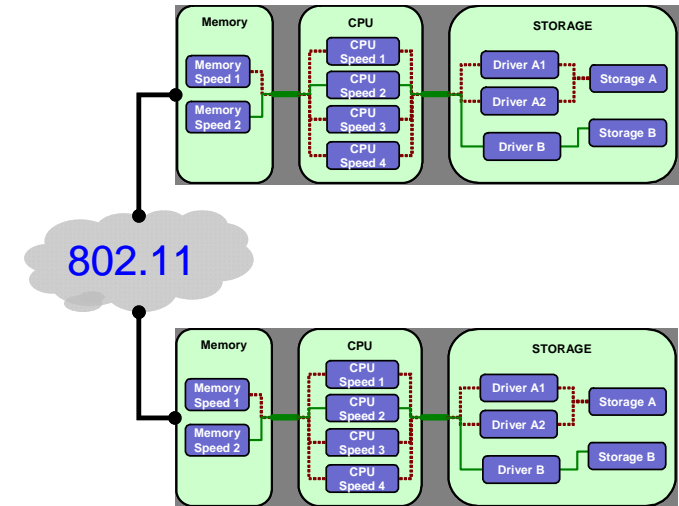 Memory
CPU
STORAGE
Memory
Speed 1
Memory
Speed 2
CPU
Speed 1
CPU
Speed 2
CPU
Speed 3
CPU
Speed 4
Driver A1
Driver A2
Driver B
Storage A
Storage B
802.11
Memory
CPU
STORAGE
Memory
Speed 1
Memory
Speed 2
CPU
Speed 1
CPU
Speed 2
CPU
Speed 3
CPU
Speed 4
Driver A1
Driver A2
Driver B
Storage A
Storage B